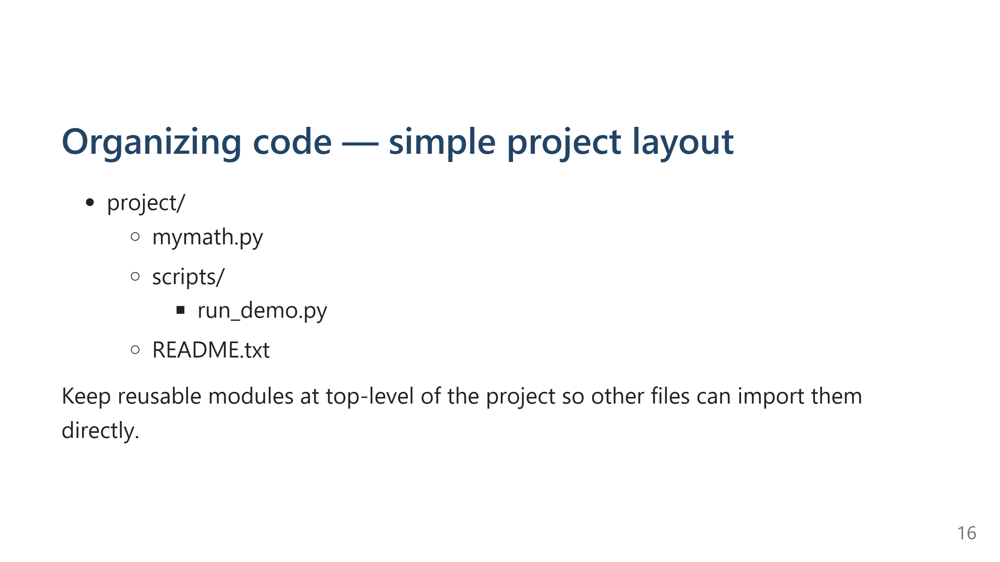 Organizing code — simple project layout
project/
mymath.py
scripts/
run_demo.py
README.txt
Keep reusable modules at top-level of the project so other files can import them
directly.
16